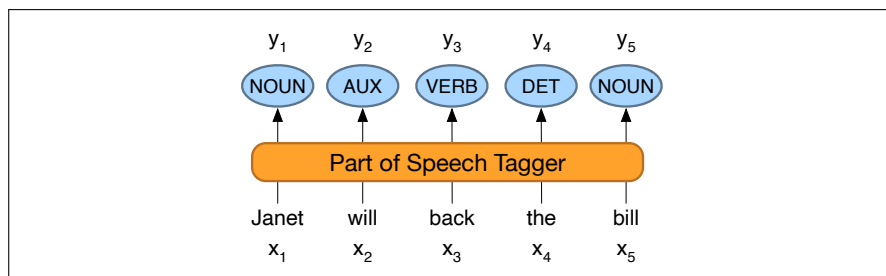 y₁ y₂ y₃ y₄ y₅
NOUN AUX VERB DET NOUN
Part of Speech Tagger
Janet will back the bill
x₁ x₂ x₃ x₄ x₅